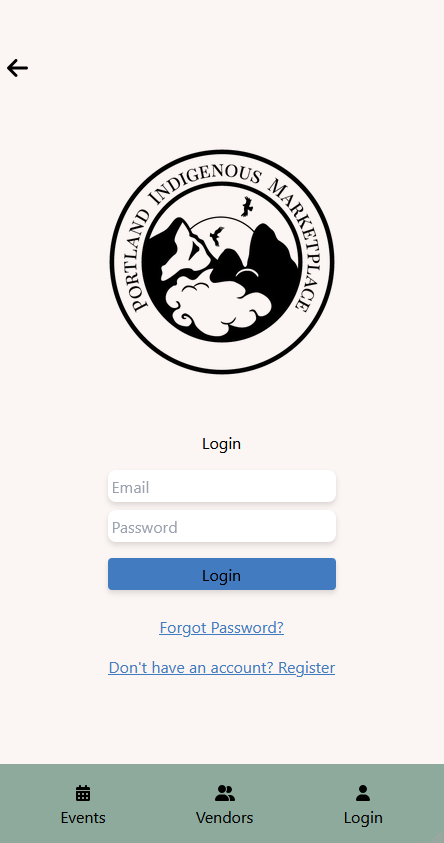 PORTLAND INDIGENOUS MARKETPLACE
Login
Email
Password
Login
Forgot Password?
Don't have an account? Register
Events
Vendors
Login